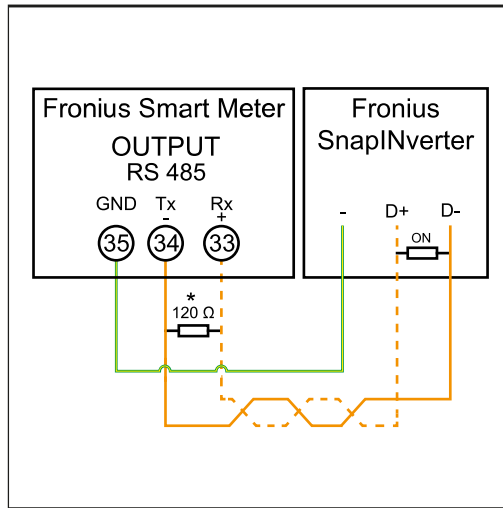 Fronius Smart Meter
OUTPUT
RS 485
GND Tx Rx
- +
35 34 33
*
120 Ω
Fronius
SnapINverter
- D+ D-
ON